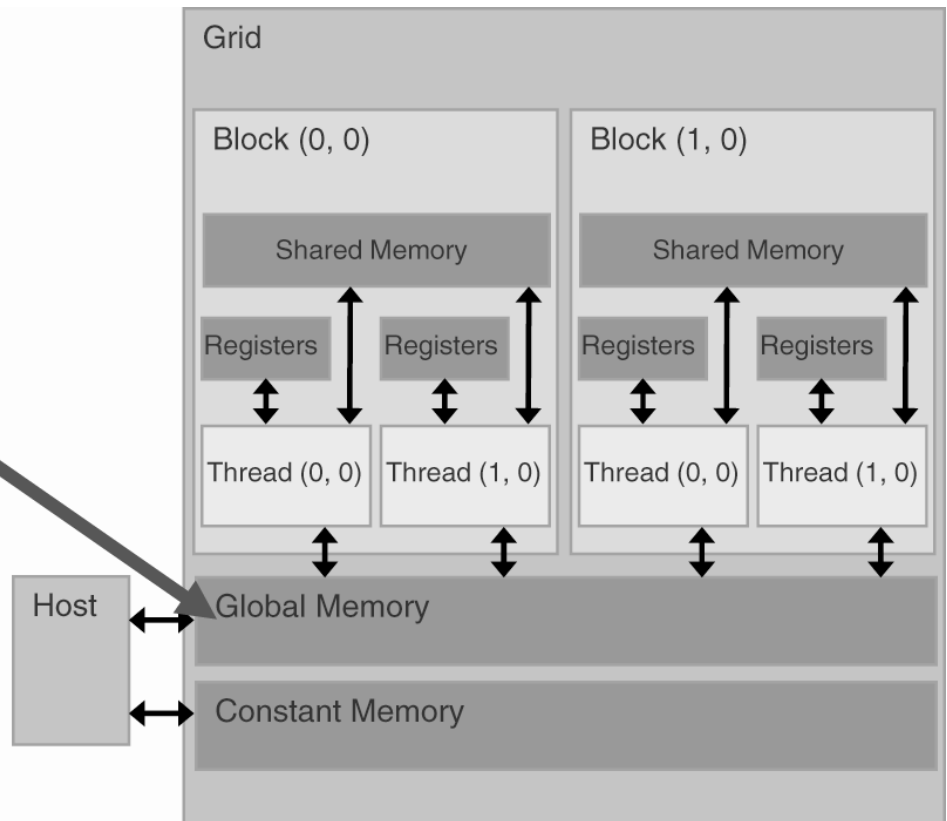 Grid
Block (0, 0)
Block (1, 0)
Shared Memory
Shared Memory
Registers
Registers
Registers
Registers
Thread (0, 0)
Thread (1, 0)
Thread (0, 0)
Thread (1, 0)
Host
Global Memory
Constant Memory